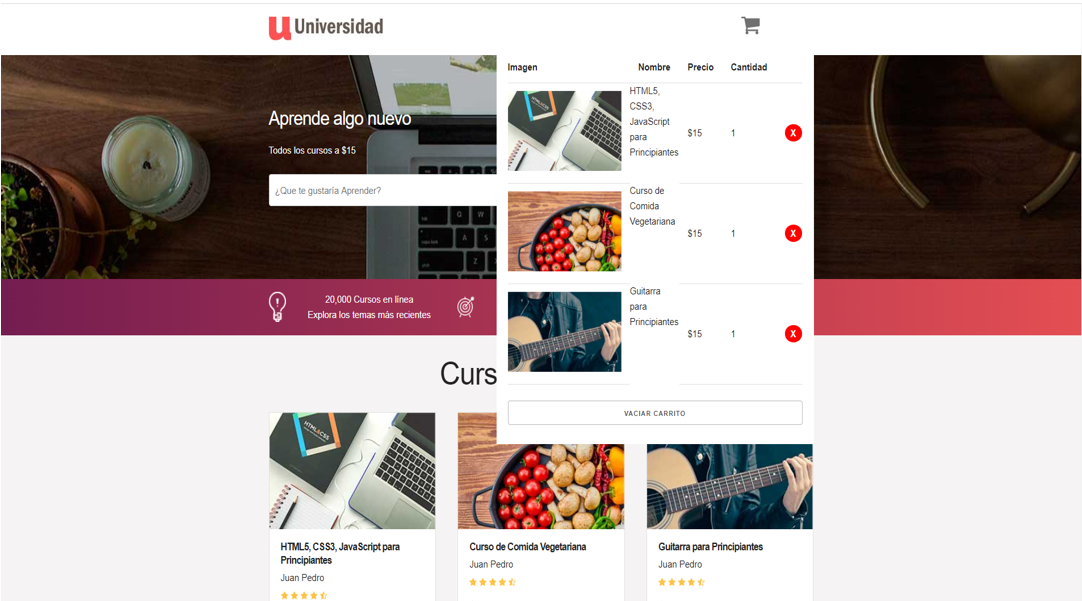 Universidad
Imagen Nombre Precio Cantidad
HTML5,
CSS3,
JavaScript
para
Principiantes
$15 1 X
Curso de
Comida
Vegetariana
$15 1 X
Guitarra
para
Principiantes
$15 1 X
VACIAR CARRITO
Aprende algo nuevo
Todos los cursos a $15
¿Que te gustaría Aprender?
20,000 Cursos en línea
Explora los temas más recientes
Curs
HTML5, CSS3, JavaScript para
Principiantes
Juan Pedro
Curso de Comida Vegetariana
Juan Pedro
Guitarra para Principiantes
Juan Pedro